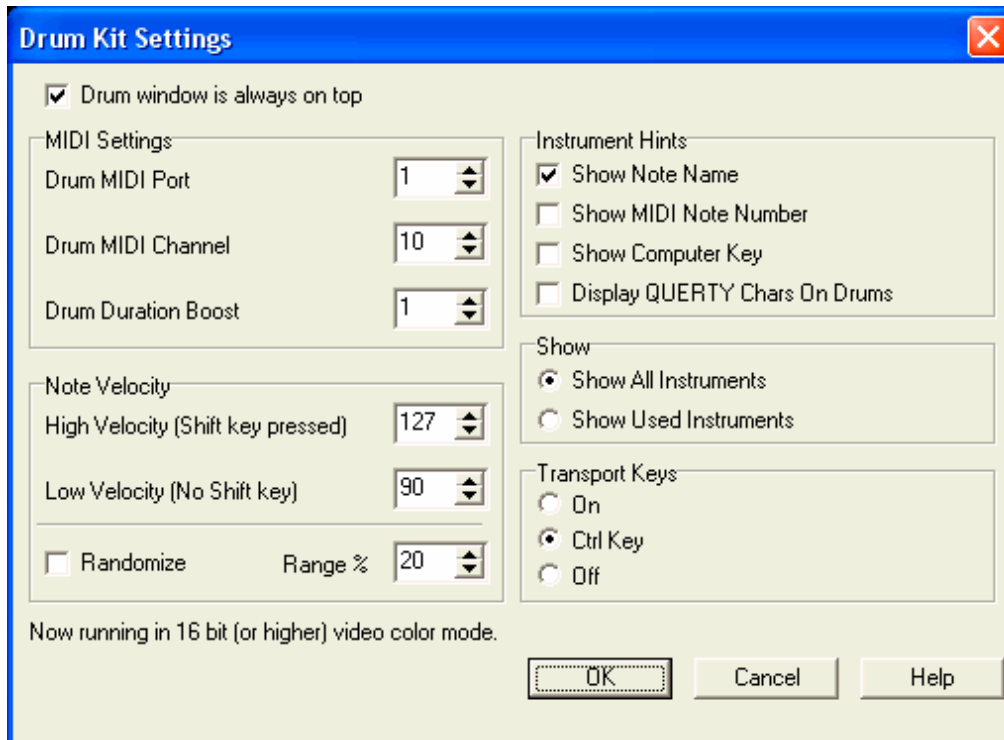 Drum Kit Settings
Drum window is always on top
MIDI Settings
Drum MIDI Port 1
Drum MIDI Channel 10
Drum Duration Boost 1
Note Velocity
High Velocity (Shift key pressed) 127
Low Velocity (No Shift key) 90
Randomize Range % 20
Instrument Hints
Show Note Name
Show MIDI Note Number
Show Computer Key
Display QUERTY Chars On Drums
Show
Show All Instruments
Show Used Instruments
Transport Keys
On
Ctrl Key
Off
Now running in 16 bit (or higher) video color mode.
OK Cancel Help